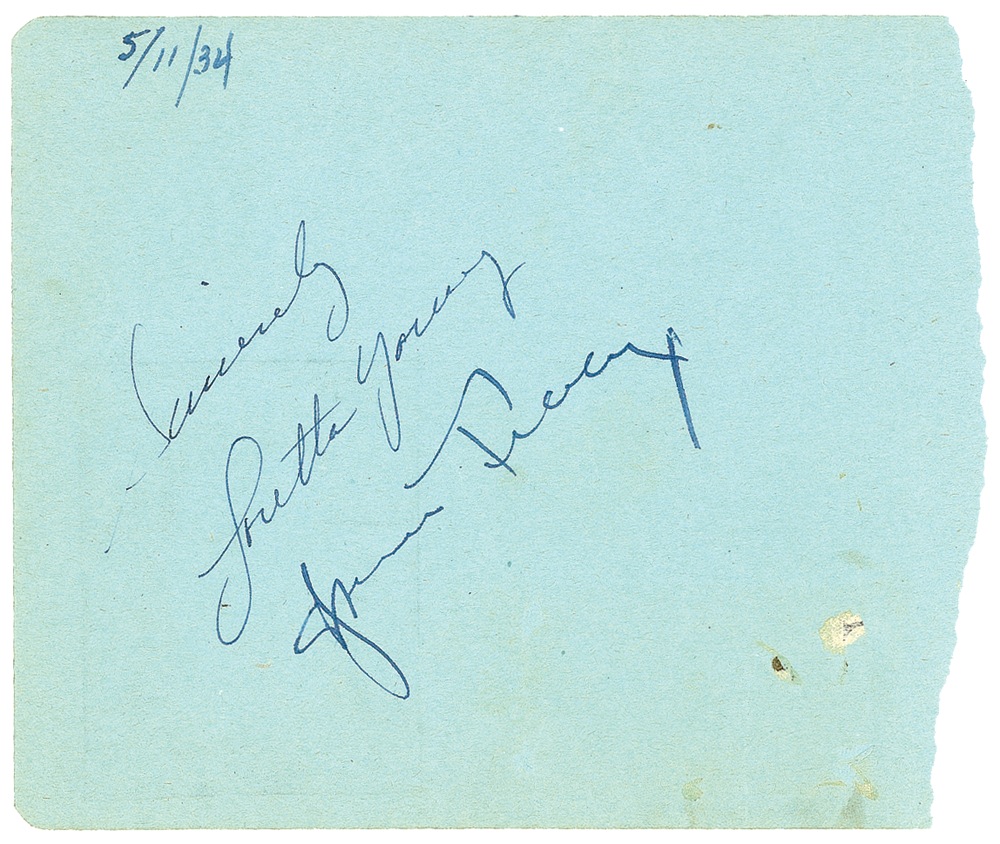 5/11/34
Sincerely
Loretta Young
Spencer Tracy